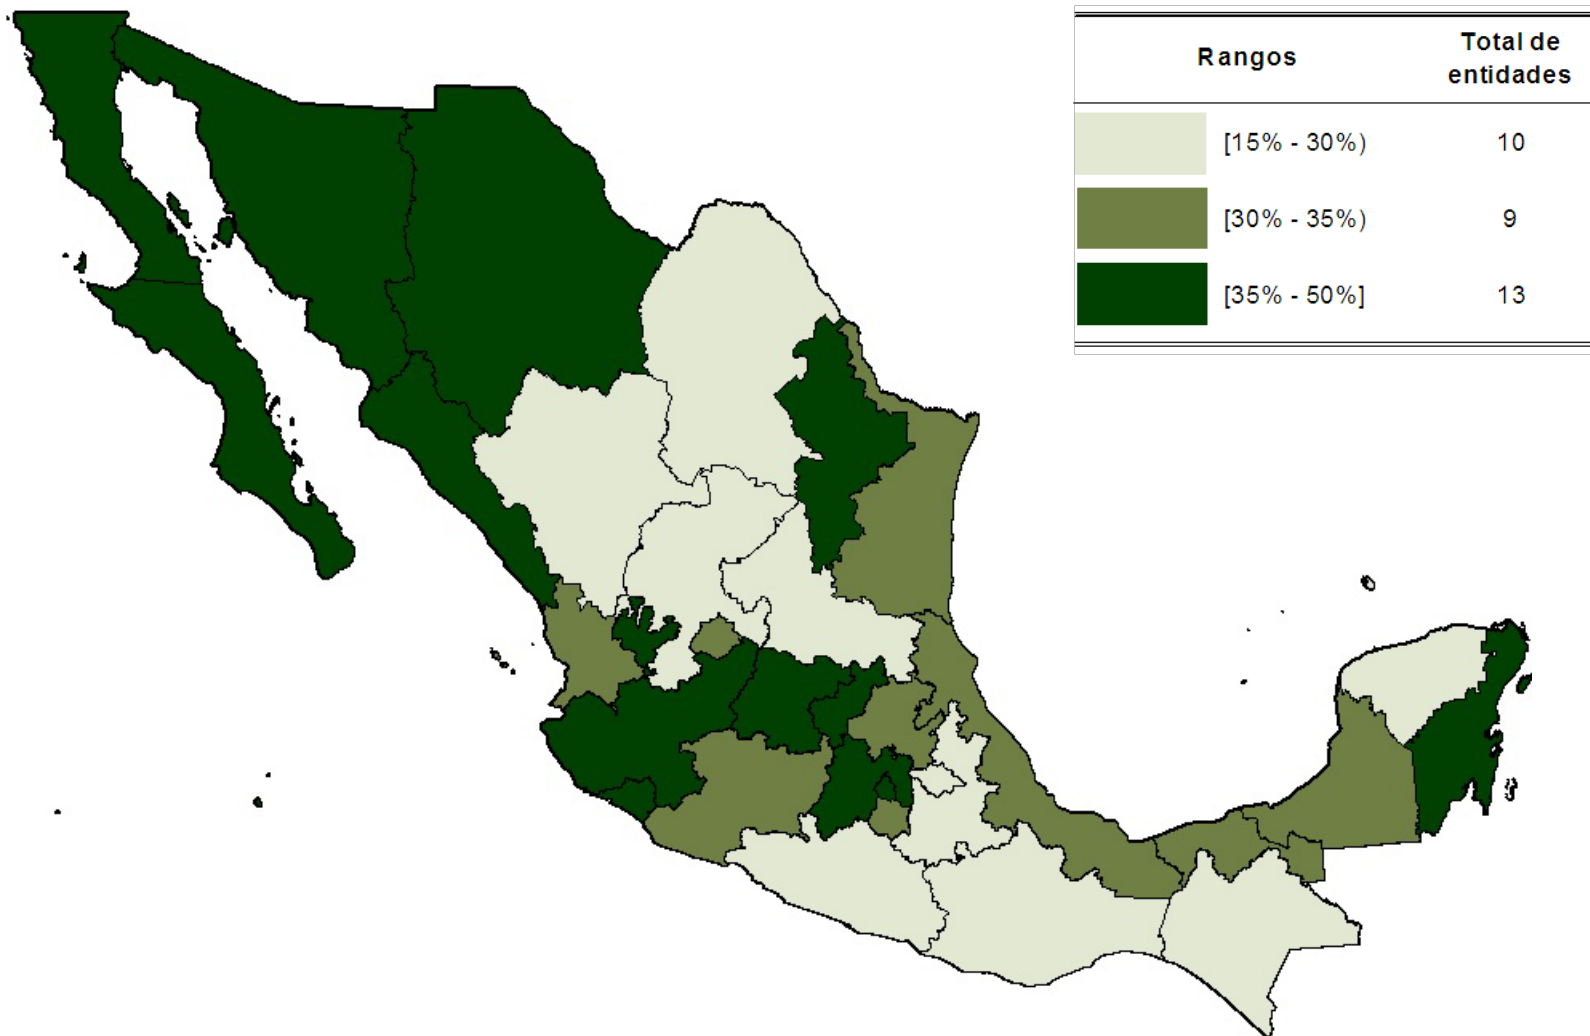 Rangos
Total de
entidades
[15% - 30%) 10
[30% - 35%) 9
[35% - 50%] 13